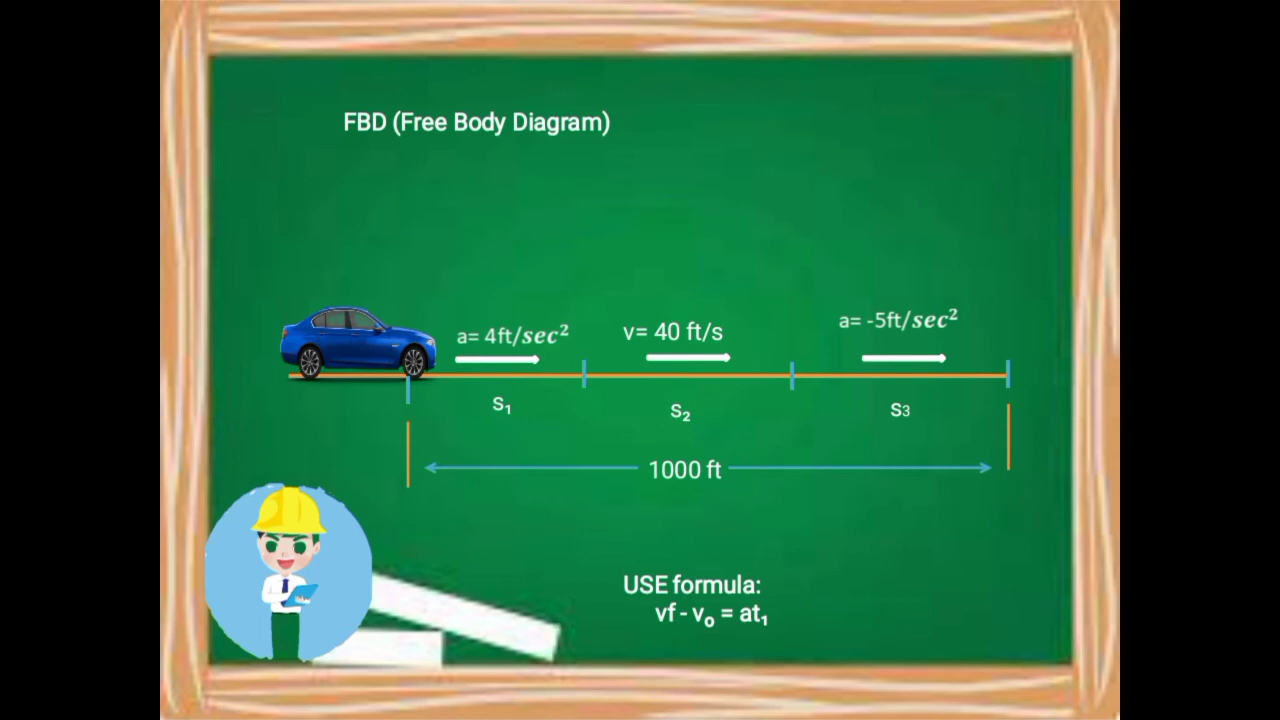 FBD (Free Body Diagram)
a= 4ft/sec²
v= 40 ft/s
a= -5ft/sec²
S₁
S₂
S3
1000 ft
USE formula:
vf - vₒ = at₁